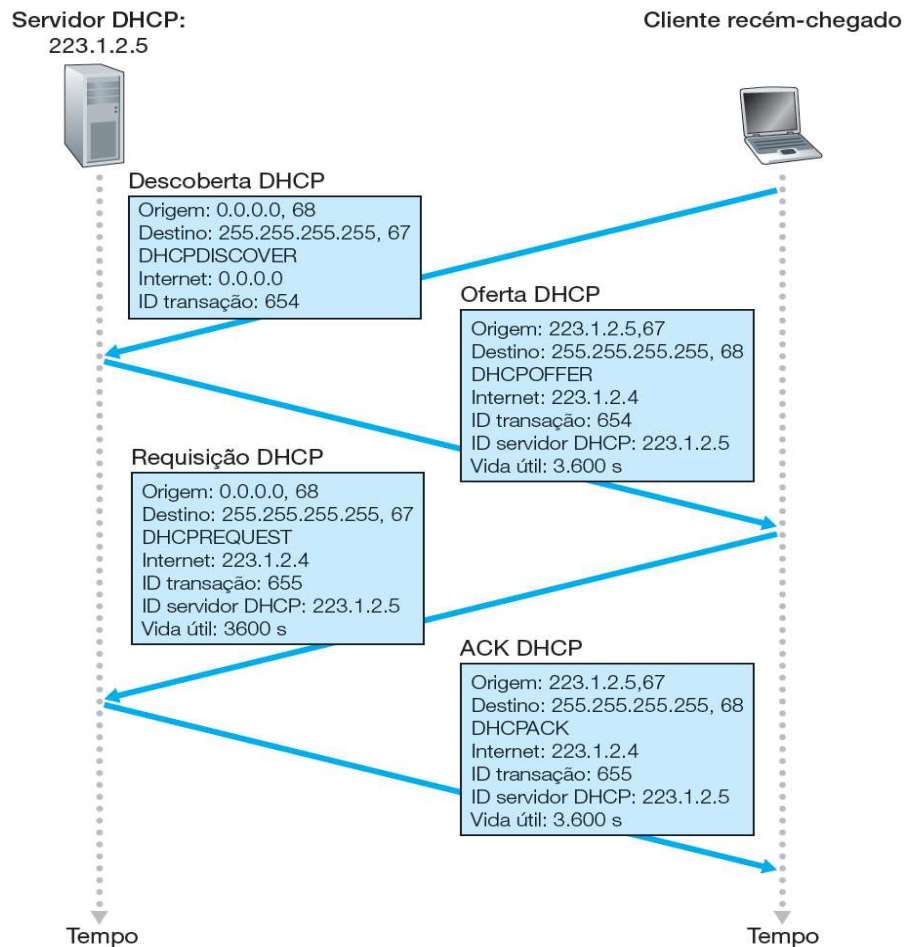 Servidor DHCP:
223.1.2.5
Cliente recém-chegado
Descoberta DHCP
Origem: 0.0.0.0, 68
Destino: 255.255.255.255, 67
DHCPDISCOVER
Internet: 0.0.0.0
ID transação: 654
Oferta DHCP
Origem: 223.1.2.5,67
Destino: 255.255.255.255, 68
DHCPOFFER
Internet: 223.1.2.4
ID transação: 654
ID servidor DHCP: 223.1.2.5
Vida útil: 3.600 s
Requisição DHCP
Origem: 0.0.0.0, 68
Destino: 255.255.255.255, 67
DHCPREQUEST
Internet: 223.1.2.4
ID transação: 655
ID servidor DHCP: 223.1.2.5
Vida útil: 3600 s
ACK DHCP
Origem: 223.1.2.5,67
Destino: 255.255.255.255, 68
DHCPACK
Internet: 223.1.2.4
ID transação: 655
ID servidor DHCP: 223.1.2.5
Vida útil: 3.600 s
Tempo
Tempo